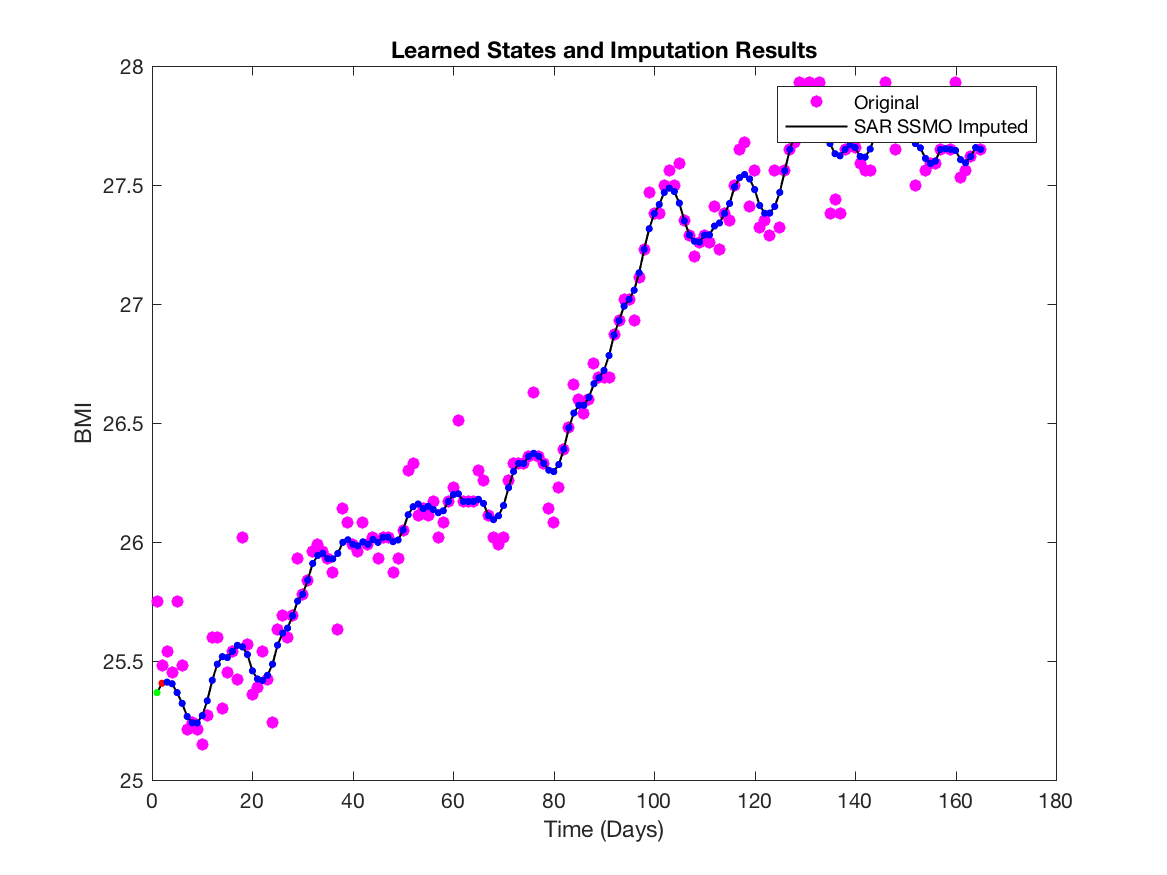 Learned States and Imputation Results
28
27.5
27
26.5
26
25.5
25
BMI
Original
SAR SSMO Imputed
0 20 40 60 80 100 120 140 160 180
Time (Days)